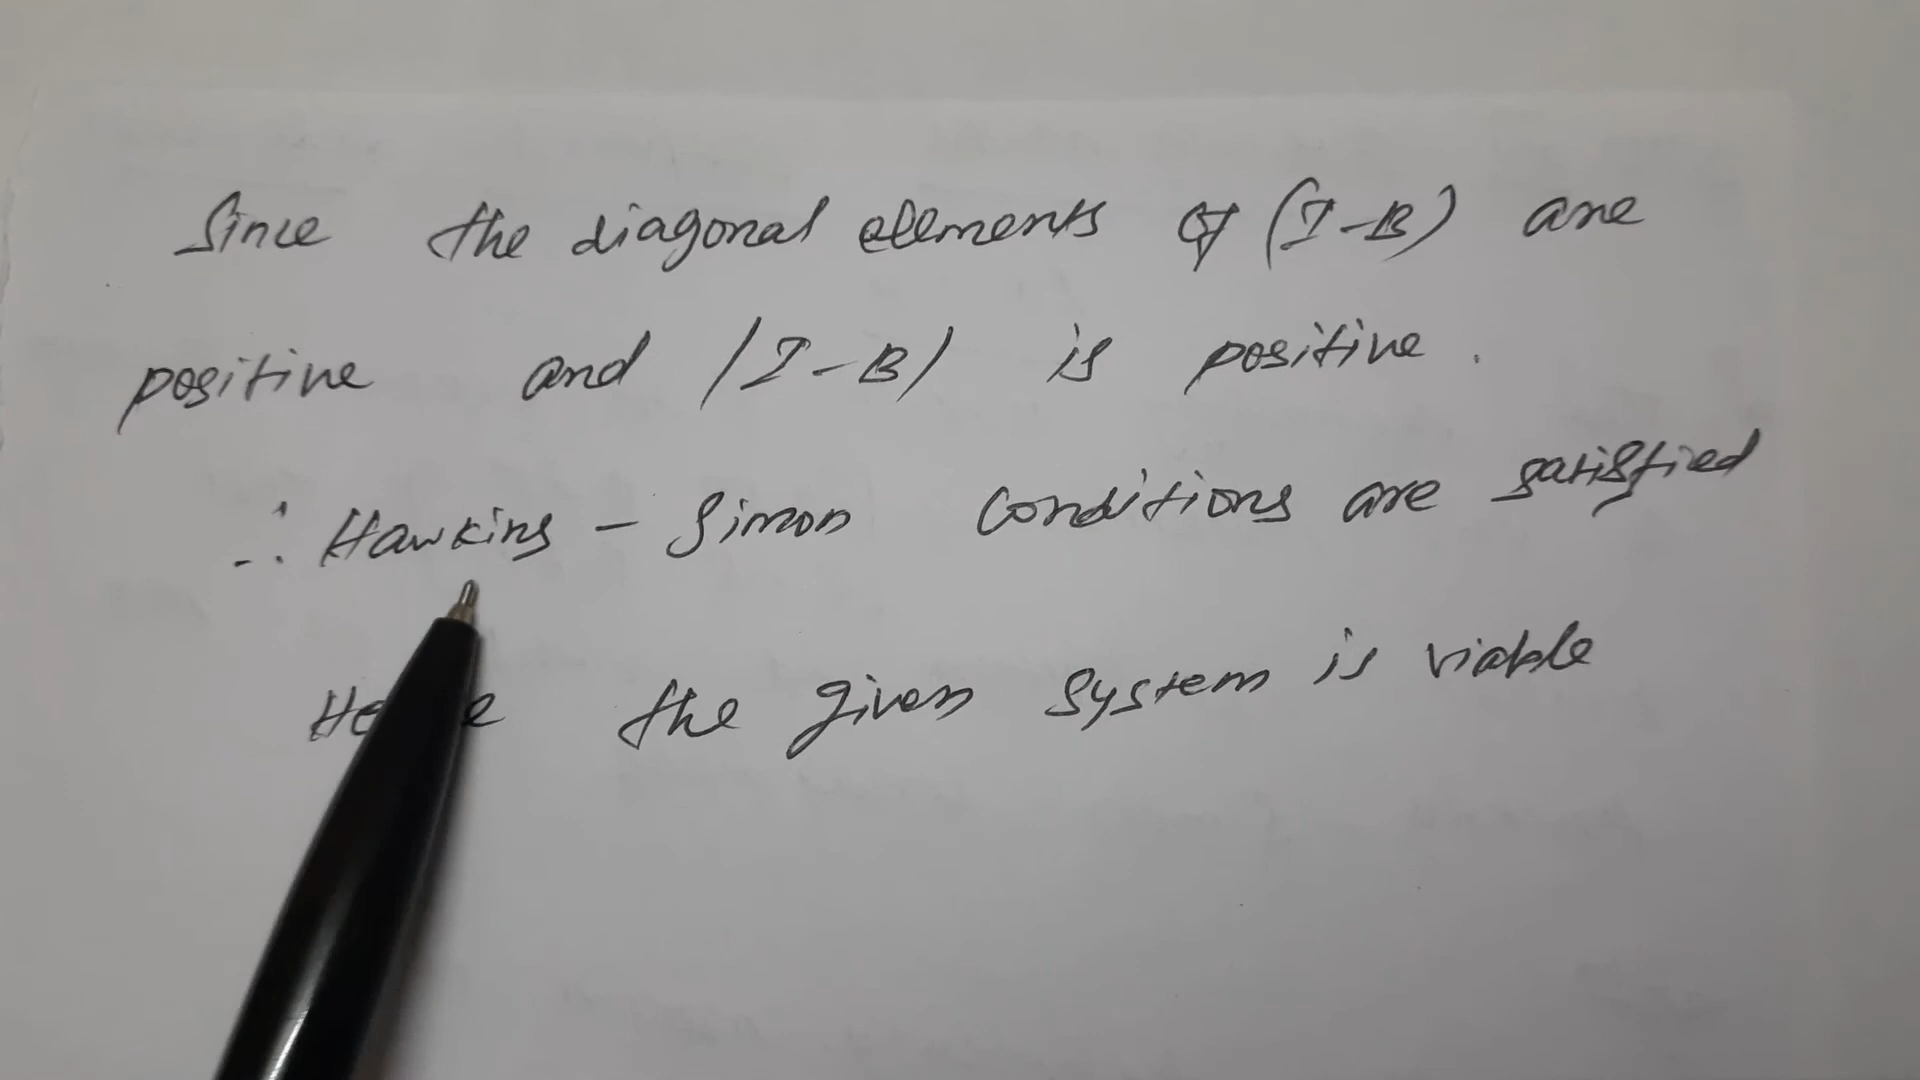 Since the diagonal elements of (I-B) are
positive and |I-B| is positive.
∴ Hawkins - Simon conditions are satisfied
the given system is viable